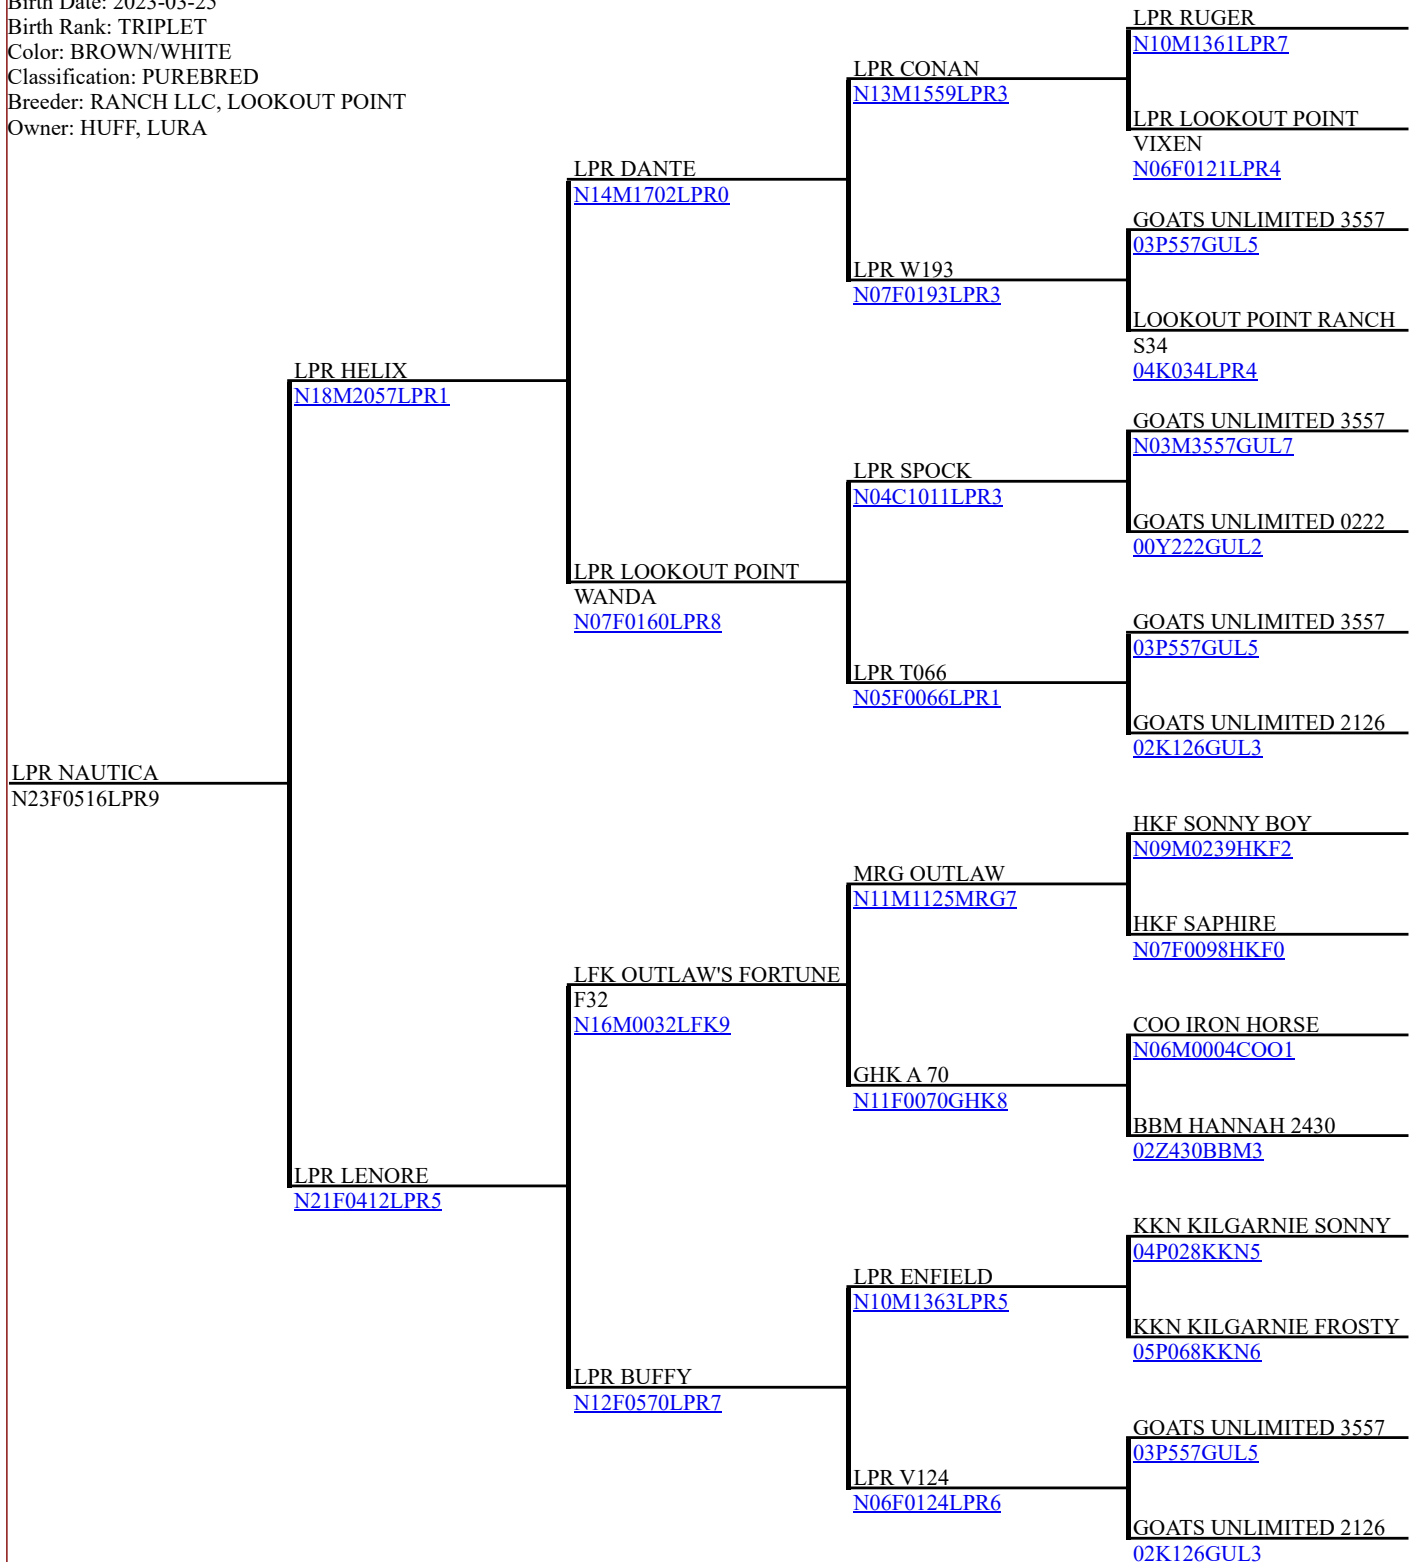 Birth Date: 2023-03-25
Birth Rank: TRIPLET
Color: BROWN/WHITE
Classification: PUREBRED
Breeder: RANCH LLC, LOOKOUT POINT
Owner: HUFF, LURA
LPR RUGER
N10M1361LPR7
LPR CONAN
N13M1559LPR3
LPR LOOKOUT POINT
VIXEN
N06F0121LPR4
LPR DANTE
N14M1702LPR0
GOATS UNLIMITED 3557
03P557GUL5
LPR W193
N07F0193LPR3
LOOKOUT POINT RANCH
S34
04K034LPR4
LPR HELIX
N18M2057LPR1
GOATS UNLIMITED 3557
N03M3557GUL7
LPR SPOCK
N04C1011LPR3
GOATS UNLIMITED 0222
00Y222GUL2
LPR LOOKOUT POINT
WANDA
N07F0160LPR8
GOATS UNLIMITED 3557
03P557GUL5
LPR T066
N05F0066LPR1
GOATS UNLIMITED 2126
02K126GUL3
LPR NAUTICA
N23F0516LPR9
HKF SONNY BOY
N09M0239HKF2
MRG OUTLAW
N11M1125MRG7
HKF SAPHIRE
N07F0098HKF0
LFK OUTLAW'S FORTUNE
F32
N16M0032LFK9
COO IRON HORSE
N06M0004COO1
GHK A 70
N11F0070GHK8
BBM HANNAH 2430
02Z430BBM3
LPR LENORE
N21F0412LPR5
KKN KILGARNIE SONNY
04P028KKN5
LPR ENFIELD
N10M1363LPR5
KKN KILGARNIE FROSTY
05P068KKN6
LPR BUFFY
N12F0570LPR7
GOATS UNLIMITED 3557
03P557GUL5
LPR V124
N06F0124LPR6
GOATS UNLIMITED 2126
02K126GUL3